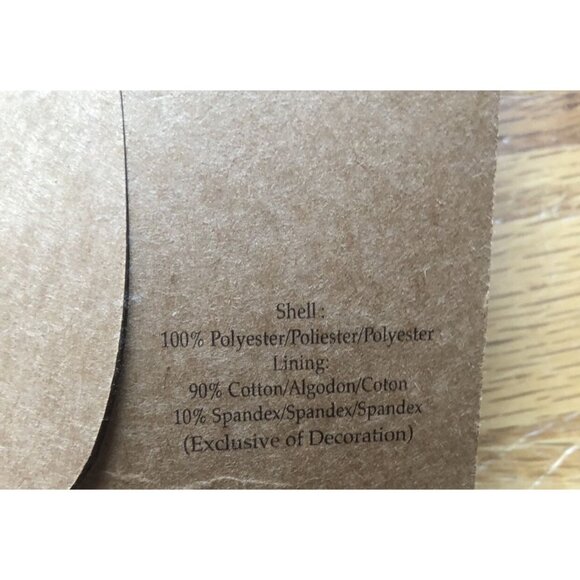 Shell:
100% Polyester/Poliester/Polyester
Lining:
90% Cotton/Algodon/Coton
10% Spandex/Spandex/Spandex
(Exclusive of Decoration)